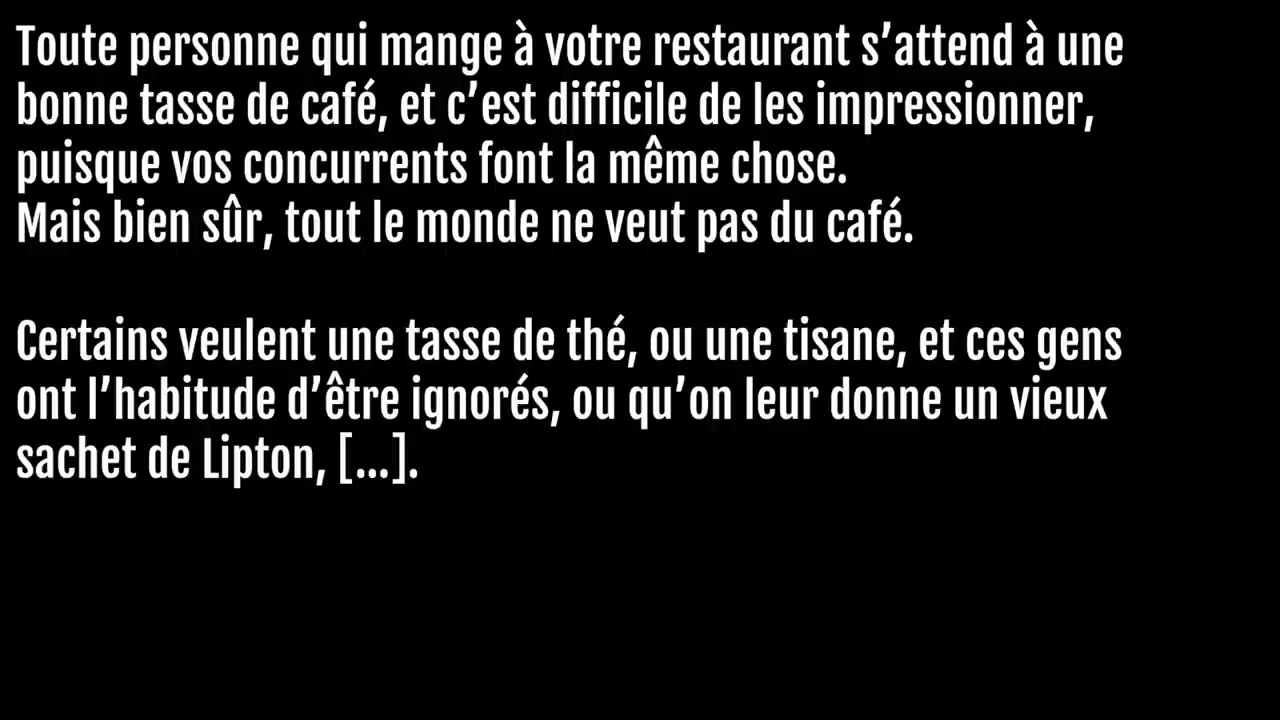 Toute personne qui mange à votre restaurant s’attend à une
bonne tasse de café, et c’est difficile de les impressionner,
puisque vos concurrents font la même chose.
Mais bien sûr, tout le monde ne veut pas du café.
Certains veulent une tasse de thé, ou une tisane, et ces gens
ont l’habitude d’être ignorés, ou qu’on leur donne un vieux
sachet de Lipton, [...].